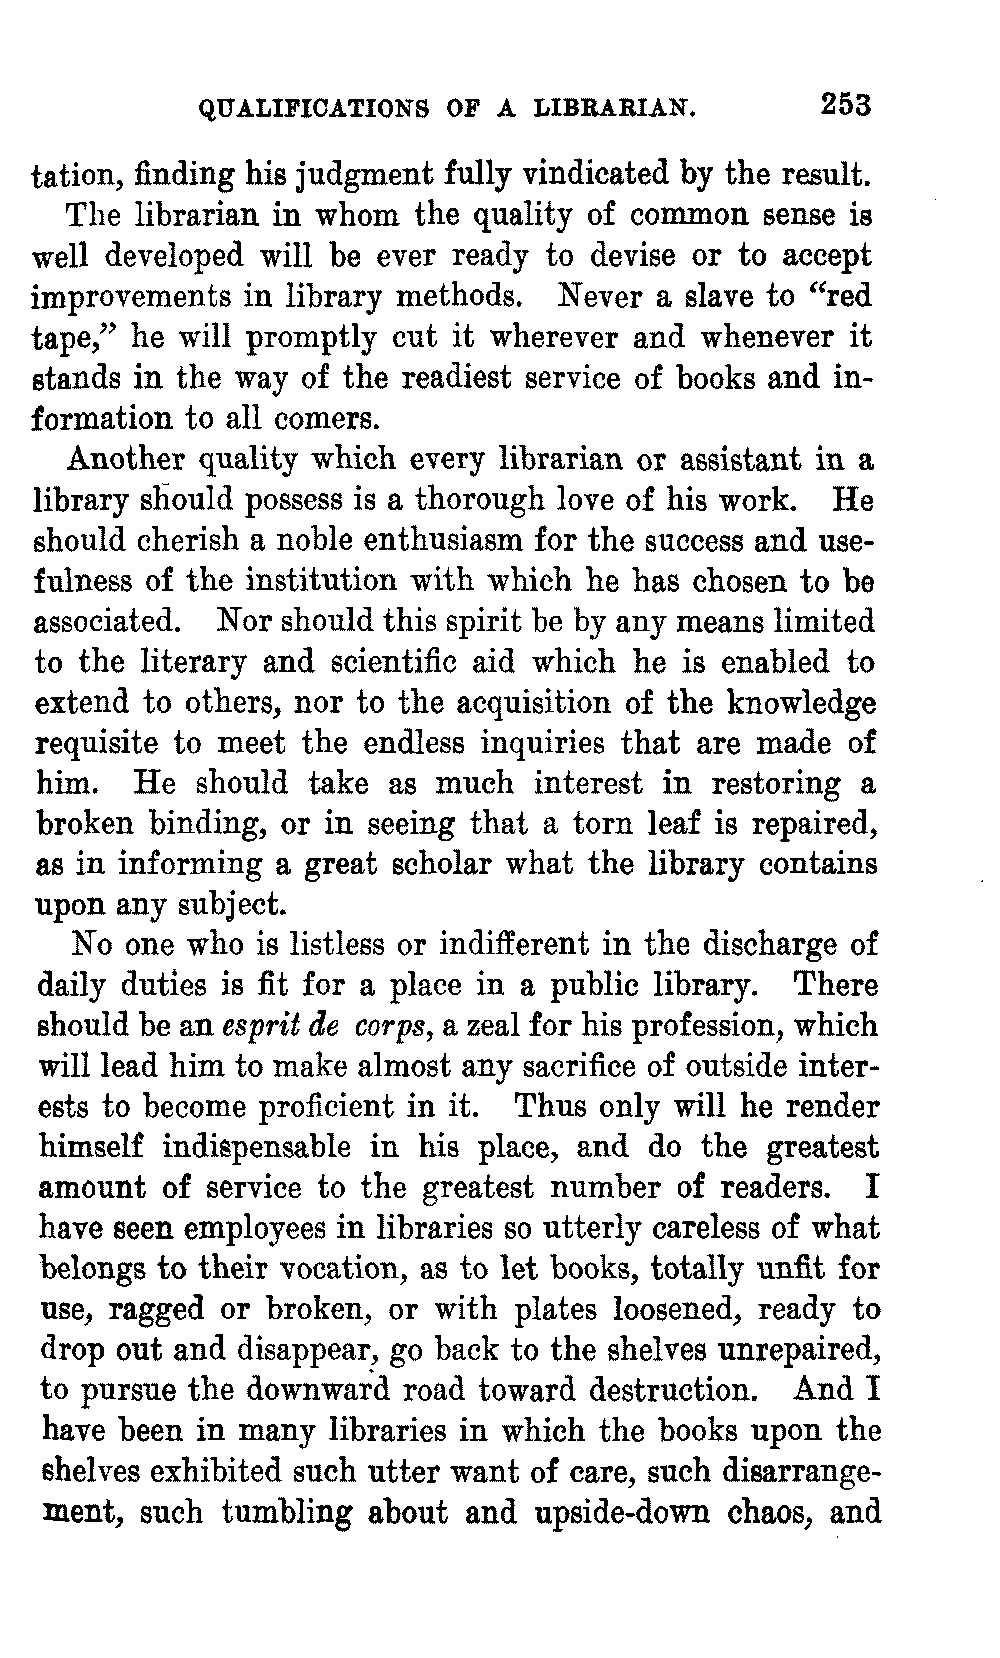 QUALIFICATIONS OF A LIBRARIAN. 253
tation, finding his judgment fully vindicated by the result.
The librarian in whom the quality of common sense is
well developed will be ever ready to devise or to accept
improvements in library methods. Never a slave to “red
tape,” he will promptly cut it wherever and whenever it
stands in the way of the readiest service of books and in-
formation to all comers.
Another quality which every librarian or assistant in a
library should possess is a thorough love of his work. He
should cherish a noble enthusiasm for the success and use-
fulness of the institution with which he has chosen to be
associated. Nor should this spirit be by any means limited
to the literary and scientific aid which he is enabled to
extend to others, nor to the acquisition of the knowledge
requisite to meet the endless inquiries that are made of
him. He should take as much interest in restoring a
broken binding, or in seeing that a torn leaf is repaired,
as in informing a great scholar what the library contains
upon any subject.
No one who is listless or indifferent in the discharge of
daily duties is fit for a place in a public library. There
should be an esprit de corps, a zeal for his profession, which
will lead him to make almost any sacrifice of outside inter-
ests to become proficient in it. Thus only will he render
himself indispensable in his place, and do the greatest
amount of service to the greatest number of readers. I
have seen employees in libraries so utterly careless of what
belongs to their vocation, as to let books, totally unfit for
use, ragged or broken, or with plates loosened, ready to
drop out and disappear, go back to the shelves unrepaired,
to pursue the downward road toward destruction. And I
have been in many libraries in which the books upon the
shelves exhibited such utter want of care, such disarrange-
ment, such tumbling about and upside-down chaos, and